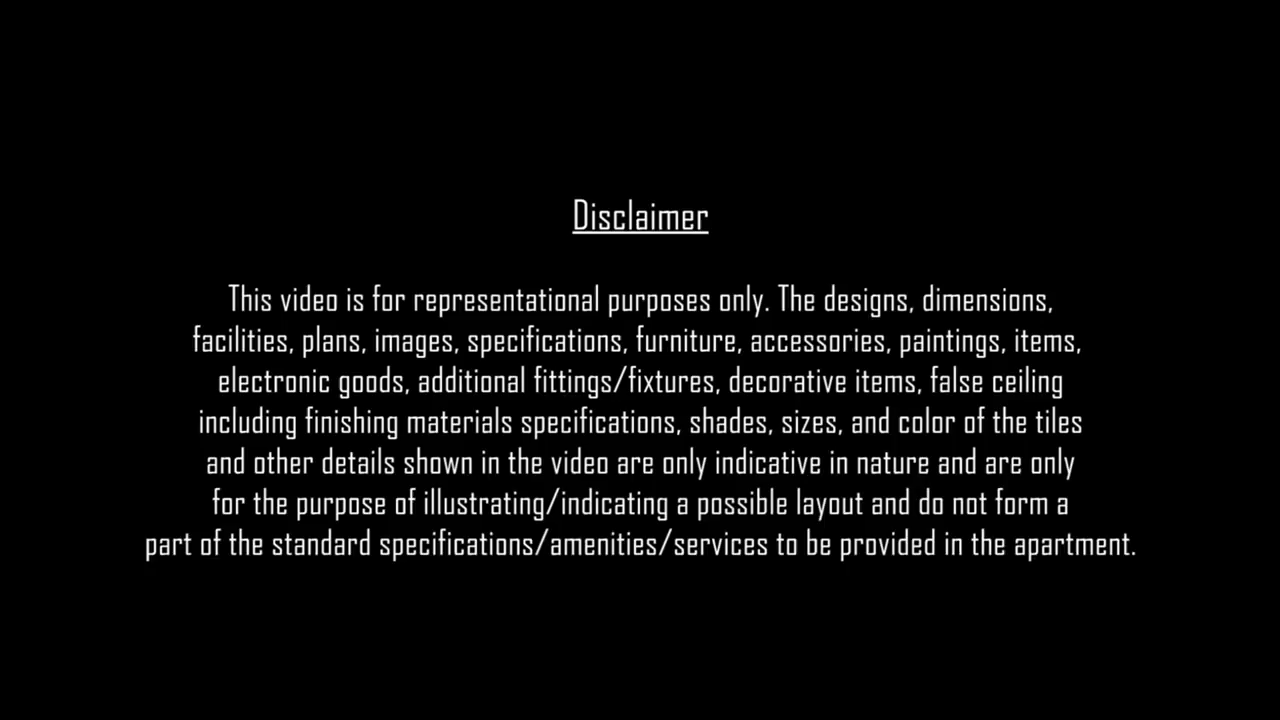 Disclaimer
This video is for representational purposes only. The designs, dimensions,
facilities, plans, images, specifications, furniture, accessories, paintings, items,
electronic goods, additional fittings/fixtures, decorative items, false ceiling
including finishing materials specifications, shades, sizes, and color of the tiles
and other details shown in the video are only indicative in nature and are only
for the purpose of illustrating/indicating a possible layout and do not form a
part of the standard specifications/amenities/services to be provided in the apartment.